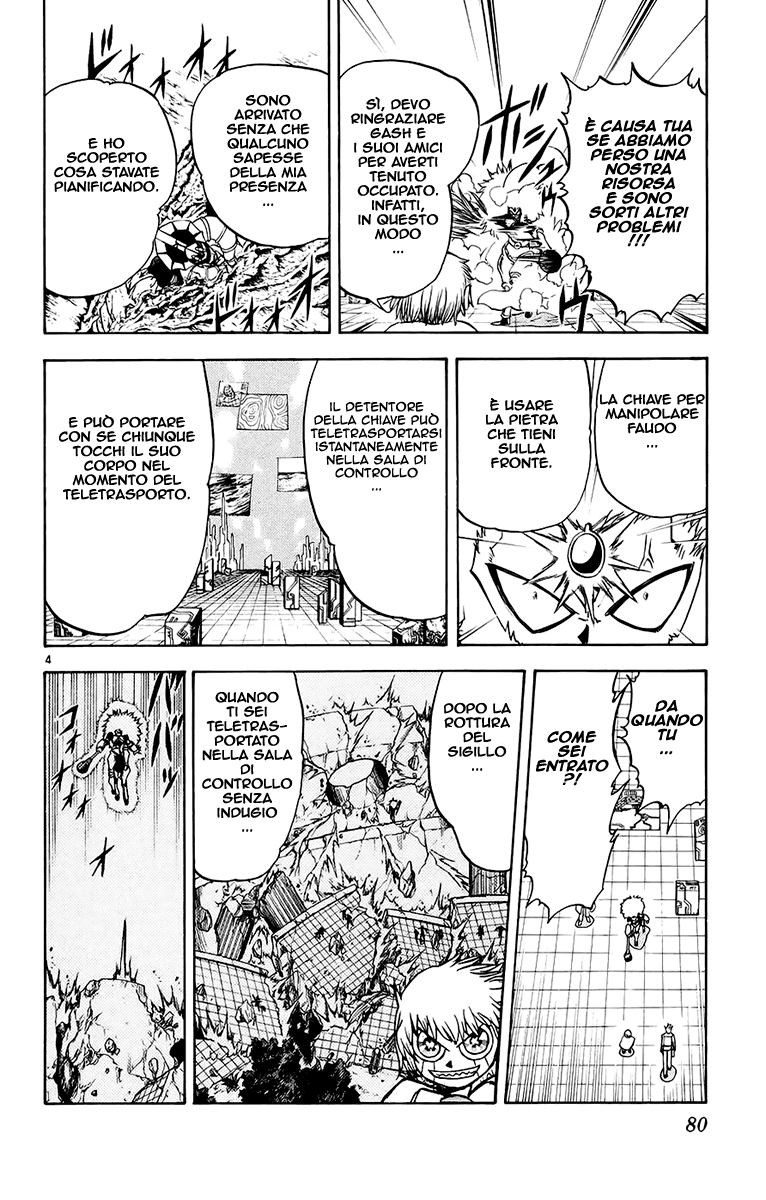 È CAUSA TUA
SE ABBIAMO
PERSO UNA
NOSTRA
RISORSA
E SONO
SORTI ALTRI
PROBLEMI
!!!
SÌ, DEVO
RINGRAZIARE
GASH E
I SUOI AMICI
PER AVERTI
TENUTO
OCCUPATO.
INFATTI,
IN QUESTO
MODO
...
SONO
ARRIVATO
SENZA CHE
QUALCUNO
SAPESSE
DELLA MIA
PRESENZA
...
E HO
SCOPERTO
COSA STAVATE
PIANIFICANDO.
LA CHIAVE PER
MANIPOLARE
FAUDO
...
È USARE
LA PIETRA
CHE TIENI
SULLA
FRONTE.
IL DETENTORE
DELLA CHIAVE PUÒ
TELETRASPORTARSI
ISTANTANEAMENTE
NELLA SALA DI
CONTROLLO
...
E PUÒ PORTARE
CON SE CHIUNQUE
TOCCHI IL SUO
CORPO NEL
MOMENTO DEL
TELETRASPORTO.
4
DA
QUANDO
TU
...
COME
SEI
ENTRATO
?!
DOPO LA
ROTTURA
DEL
SIGILLO
...
QUANDO
TI SEI
TELETRAS-
PORTATO
NELLA SALA
DI
CONTROLLO
SENZA
INDUGIO
...
80